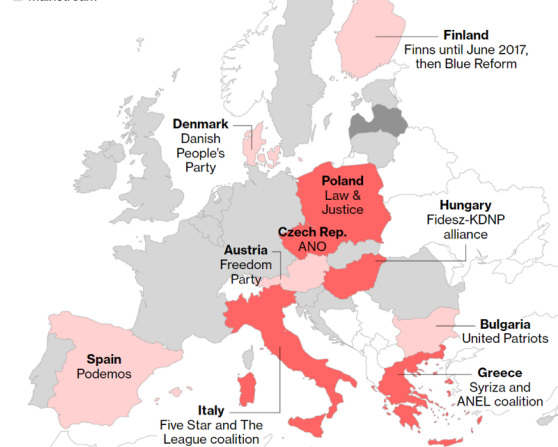 Finland
Finns until June 2017,
then Blue Reform
Denmark
Danish
People's
Party
Poland
Law &
Justice
Hungary
Fidesz-KDNP
alliance
Czech Rep.
ANO
Austria
Freedom
Party
Bulgaria
United Patriots
Spain
Podemos
Greece
Syriza and
ANEL coalition
Italy
Five Star and The
League coalition